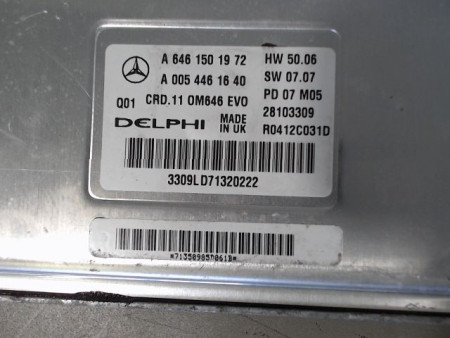 A 646 150 19 72 HW 50.06
A 005 446 16 40 SW 07.07
Q01 CRD.11 OM646 EVO PD 07 M05
28103309
DELPHI MADE IN UK R0412C031D
3309LD71320222